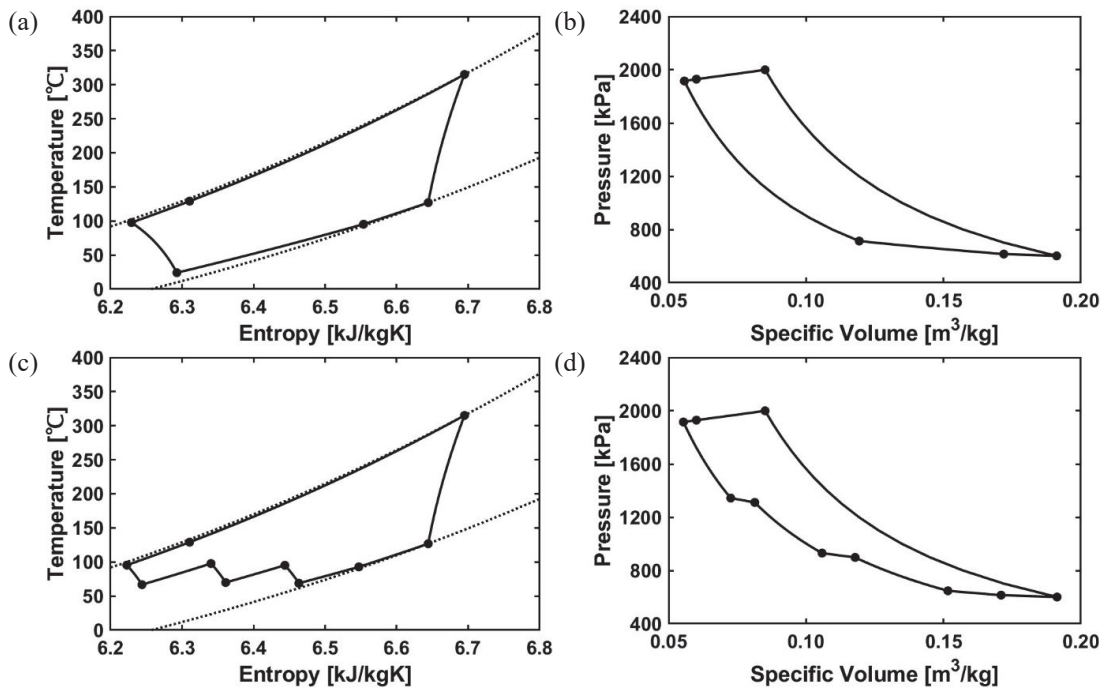 (a)
400
350
300
250
200
150
100
50
0
Temperature [℃]
6.2 6.3 6.4 6.5 6.6 6.7 6.8
Entropy [kJ/kgK]
(b)
2400
2000
1600
1200
800
400
Pressure [kPa]
0.05 0.10 0.15 0.20
Specific Volume [m³/kg]
(c)
400
350
300
250
200
150
100
50
0
Temperature [℃]
6.2 6.3 6.4 6.5 6.6 6.7 6.8
Entropy [kJ/kgK]
(d)
2400
2000
1600
1200
800
400
Pressure [kPa]
0.05 0.10 0.15 0.20
Specific Volume [m³/kg]